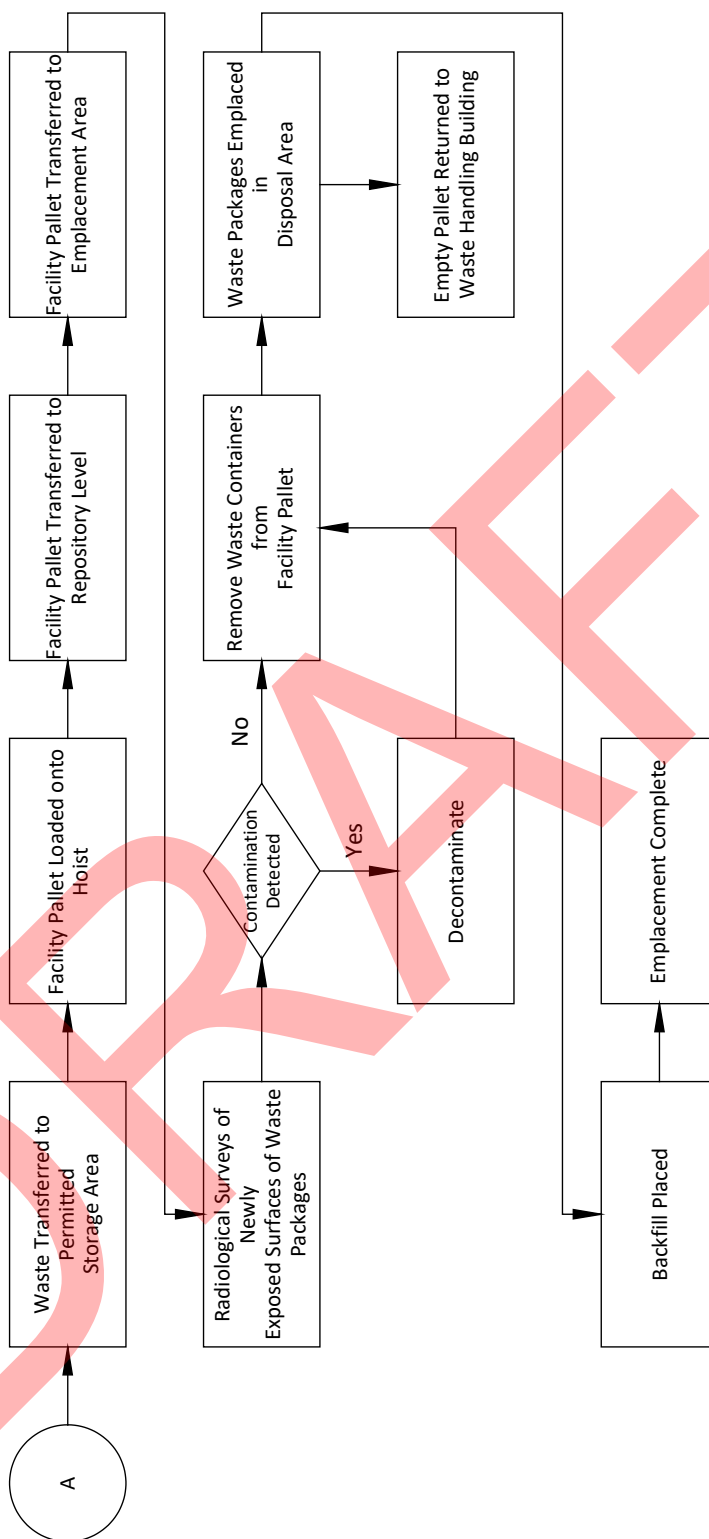 A
Waste Transferred to
Permitted
Storage Area
Facility Pallet Loaded onto
Hoist
Facility Pallet Transferred to
Repository Level
Facility Pallet Transferred to
Emplacement Area
Radiological Surveys of
Newly
Exposed Surfaces of Waste
Packages
Contamination
Detected
No
Yes
Decontaminate
Remove Waste Containers
from
Facility Pallet
Waste Packages Emplaced
in
Disposal Area
Empty Pallet Returned to
Waste Handling Building
Backfill Placed
Emplacement Complete
DRAFT